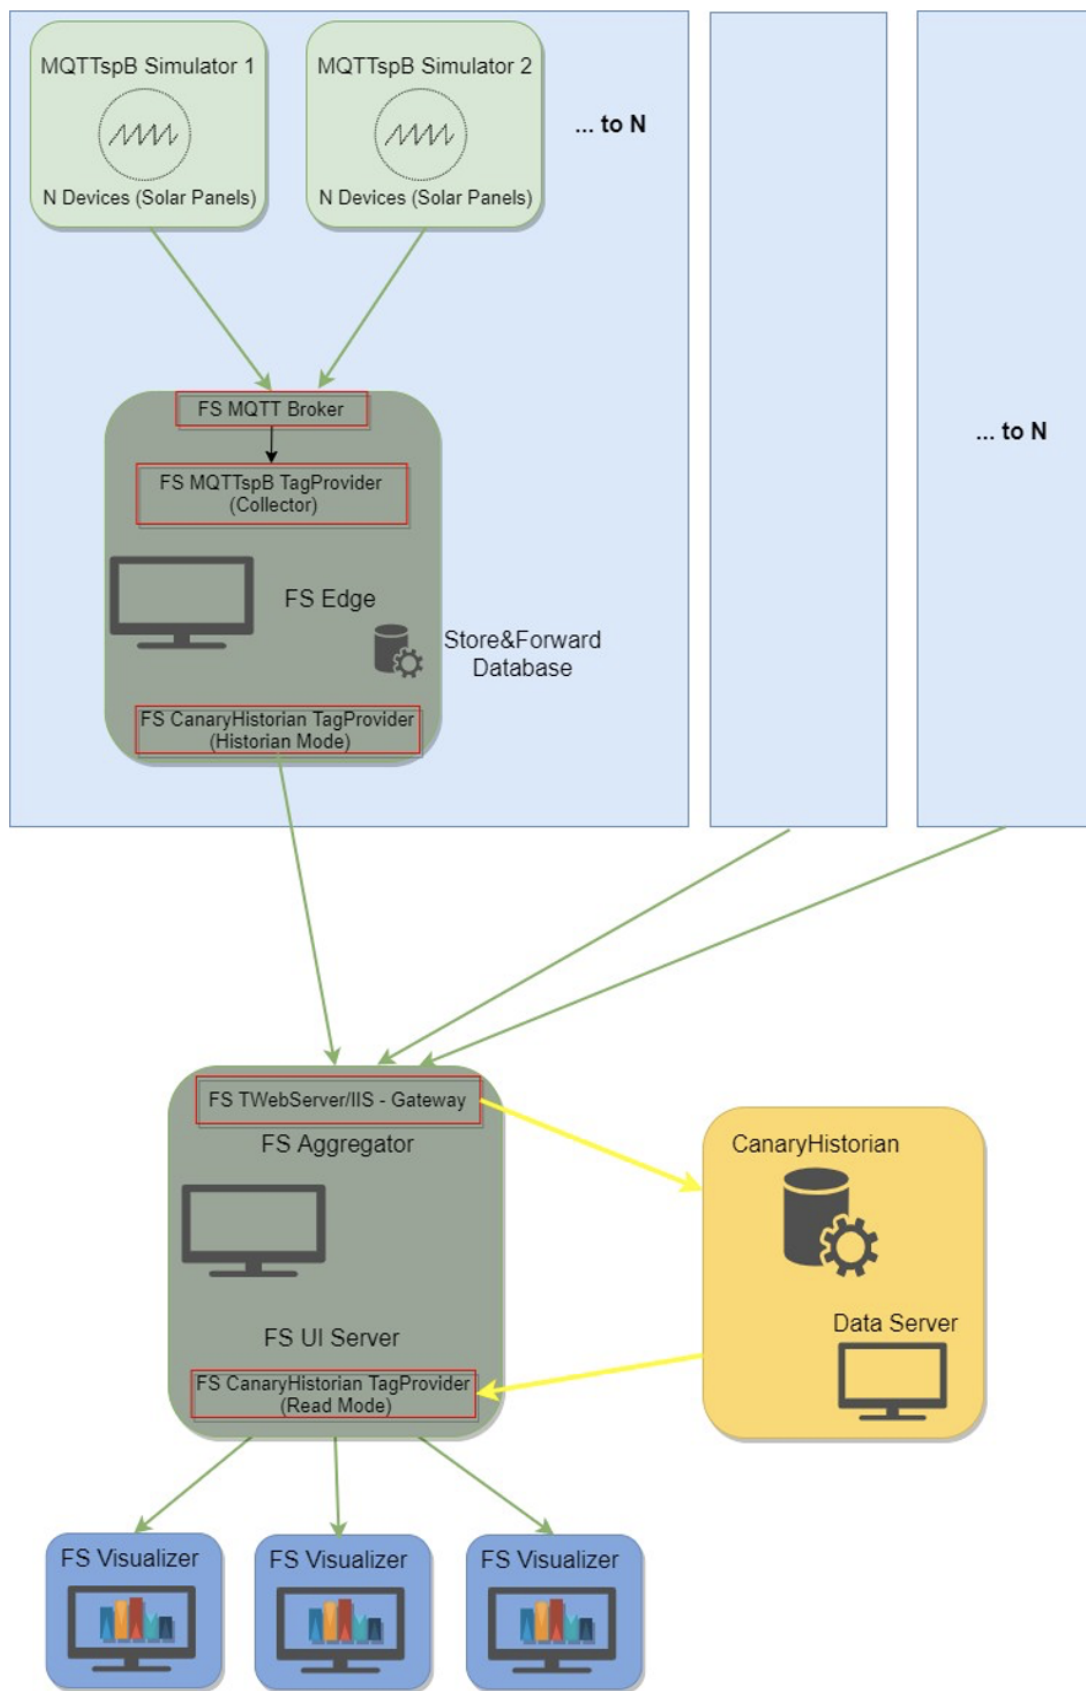 MQTTspB Simulator 1
N Devices (Solar Panels)
MQTTspB Simulator 2
N Devices (Solar Panels)
... to N
... to N
FS MQTT Broker
FS MQTTspB TagProvider
(Collector)
FS Edge
Store&Forward
Database
FS CanaryHistorian TagProvider
(Historian Mode)
FS TWebServer/IIS - Gateway
FS Aggregator
CanaryHistorian
Data Server
FS UI Server
FS CanaryHistorian TagProvider
(Read Mode)
FS Visualizer
FS Visualizer
FS Visualizer